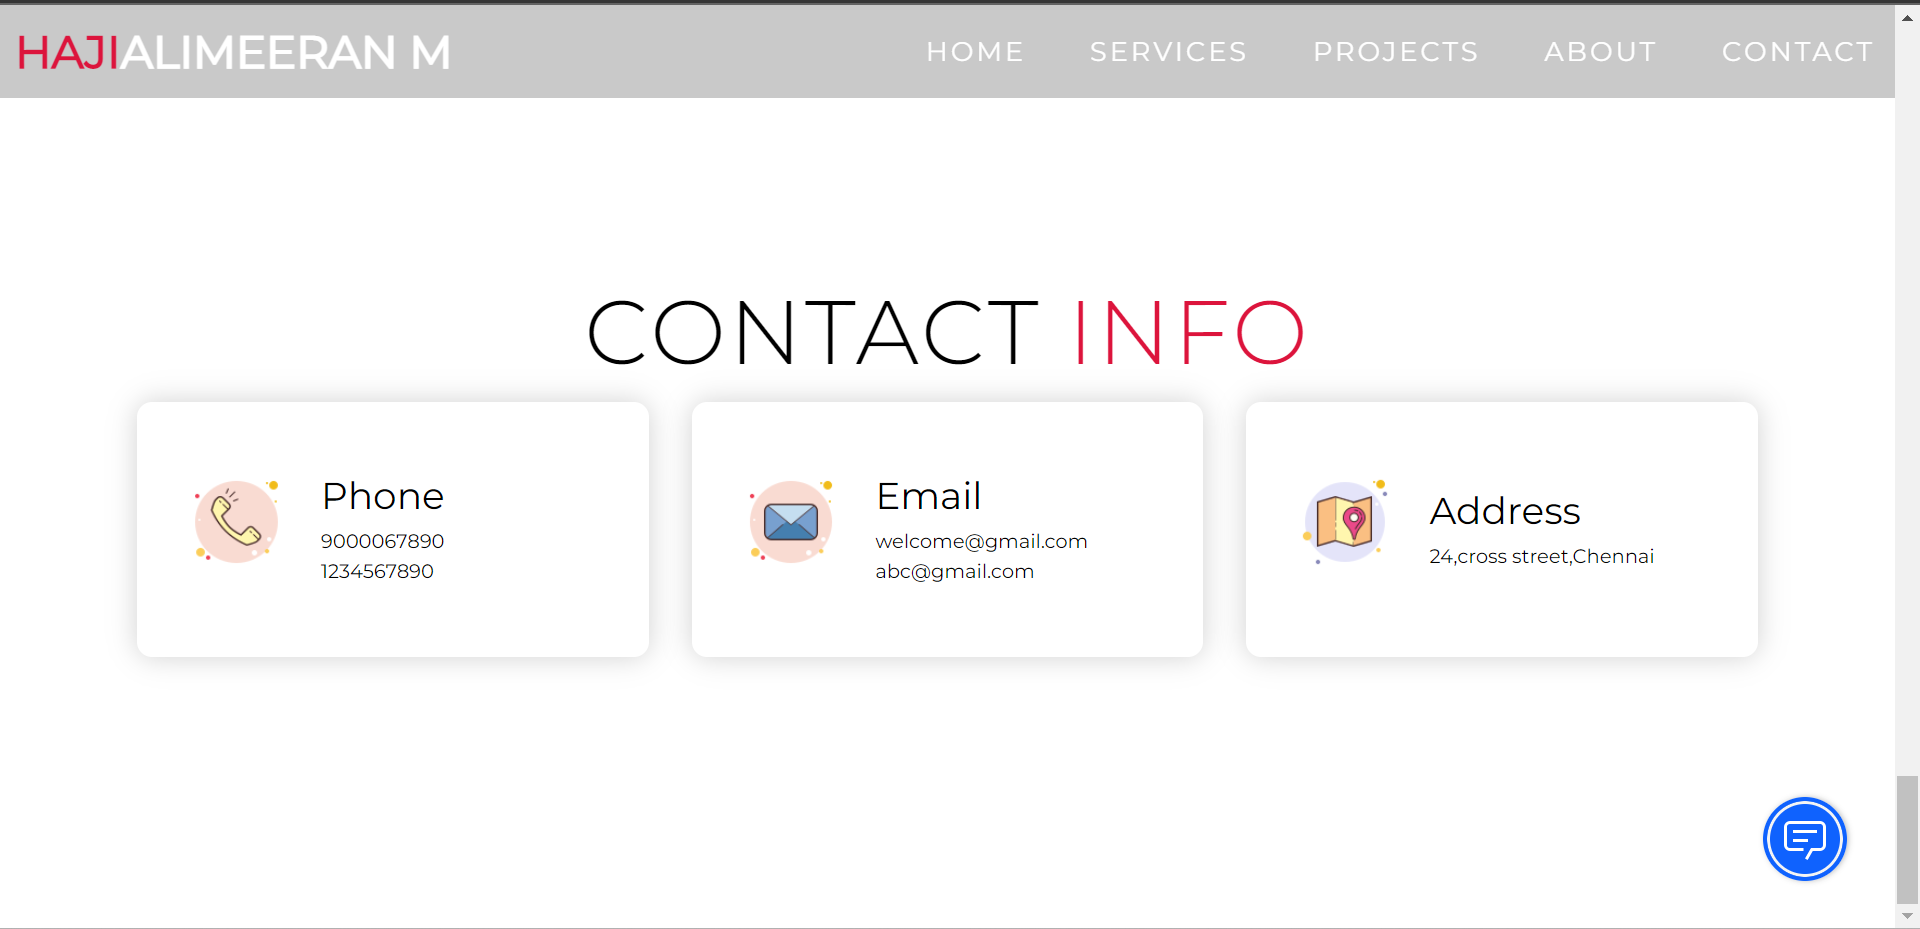 HAJIALIMEERAN M
HOME SERVICES PROJECTS ABOUT CONTACT
CONTACT INFO
Phone
9000067890
1234567890
Email
welcome@gmail.com
abc@gmail.com
Address
24,cross street,Chennai